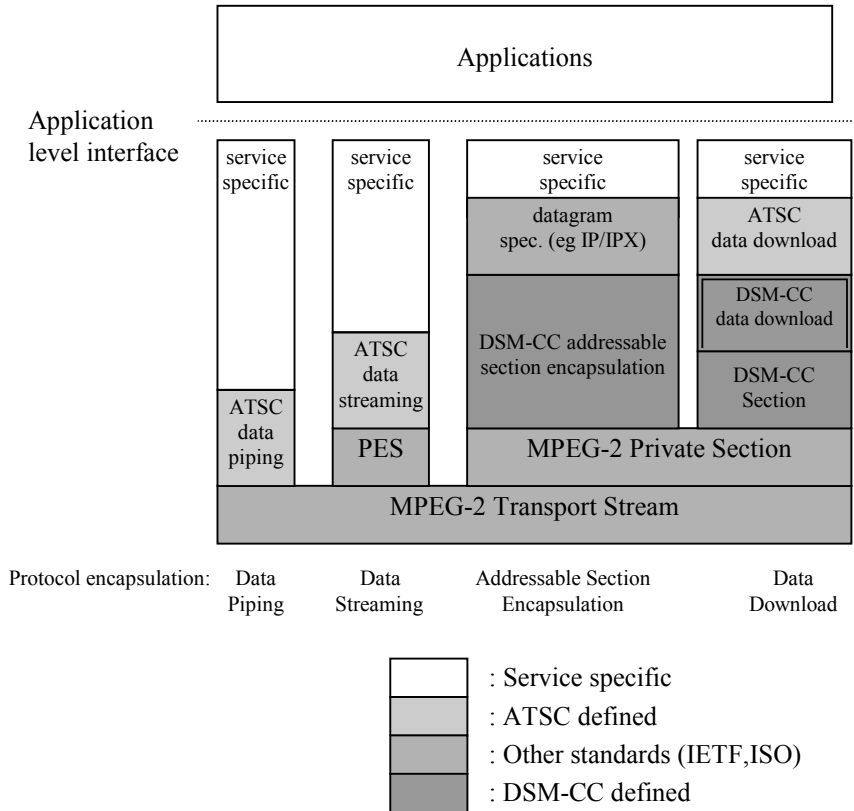 Applications
Application
level interface
service
specific
service
specific
service
specific
service
specific
datagram
spec. (eg IP/IPX)
ATSC
data download
DSM-CC
data download
ATSC
data
streaming
DSM-CC addressable
section encapsulation
DSM-CC
Section
ATSC
data
piping
PES
MPEG-2 Private Section
MPEG-2 Transport Stream
Protocol encapsulation:
Data
Piping
Data
Streaming
Addressable Section
Encapsulation
Data
Download
: Service specific
: ATSC defined
: Other standards (IETF,ISO)
: DSM-CC defined